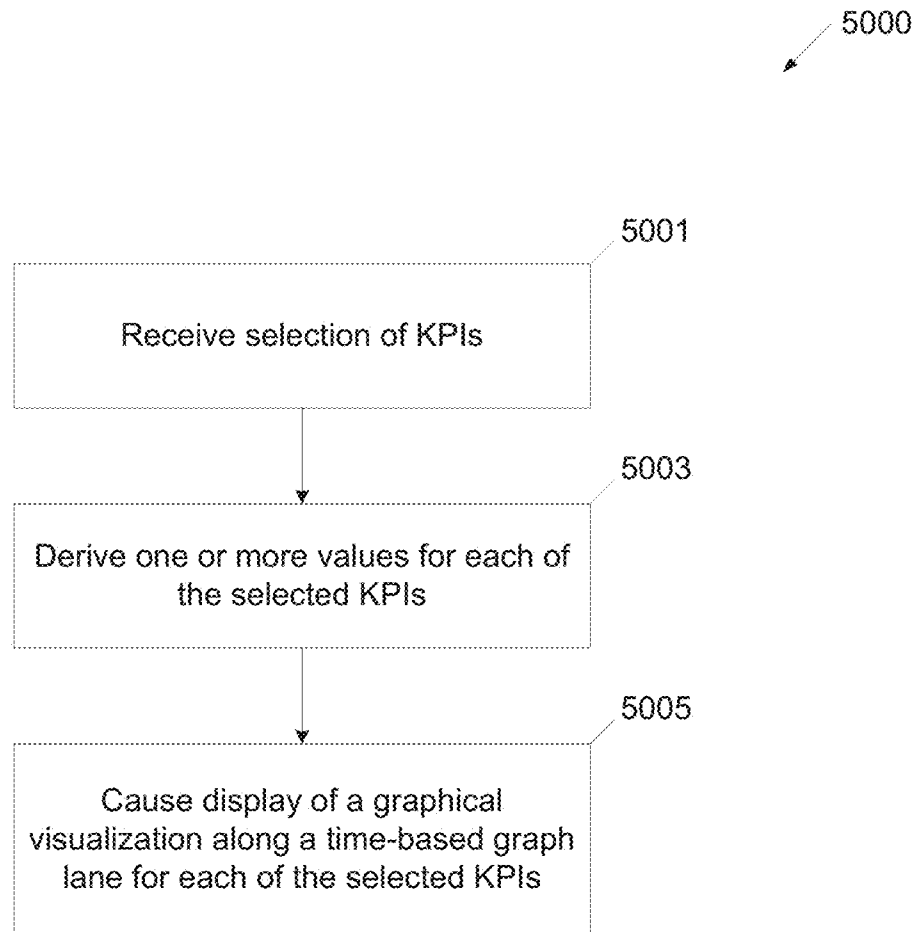 5000
5001
Receive selection of KPIs
5003
Derive one or more values for each of
the selected KPIs
5005
Cause display of a graphical
visualization along a time-based graph
lane for each of the selected KPIs